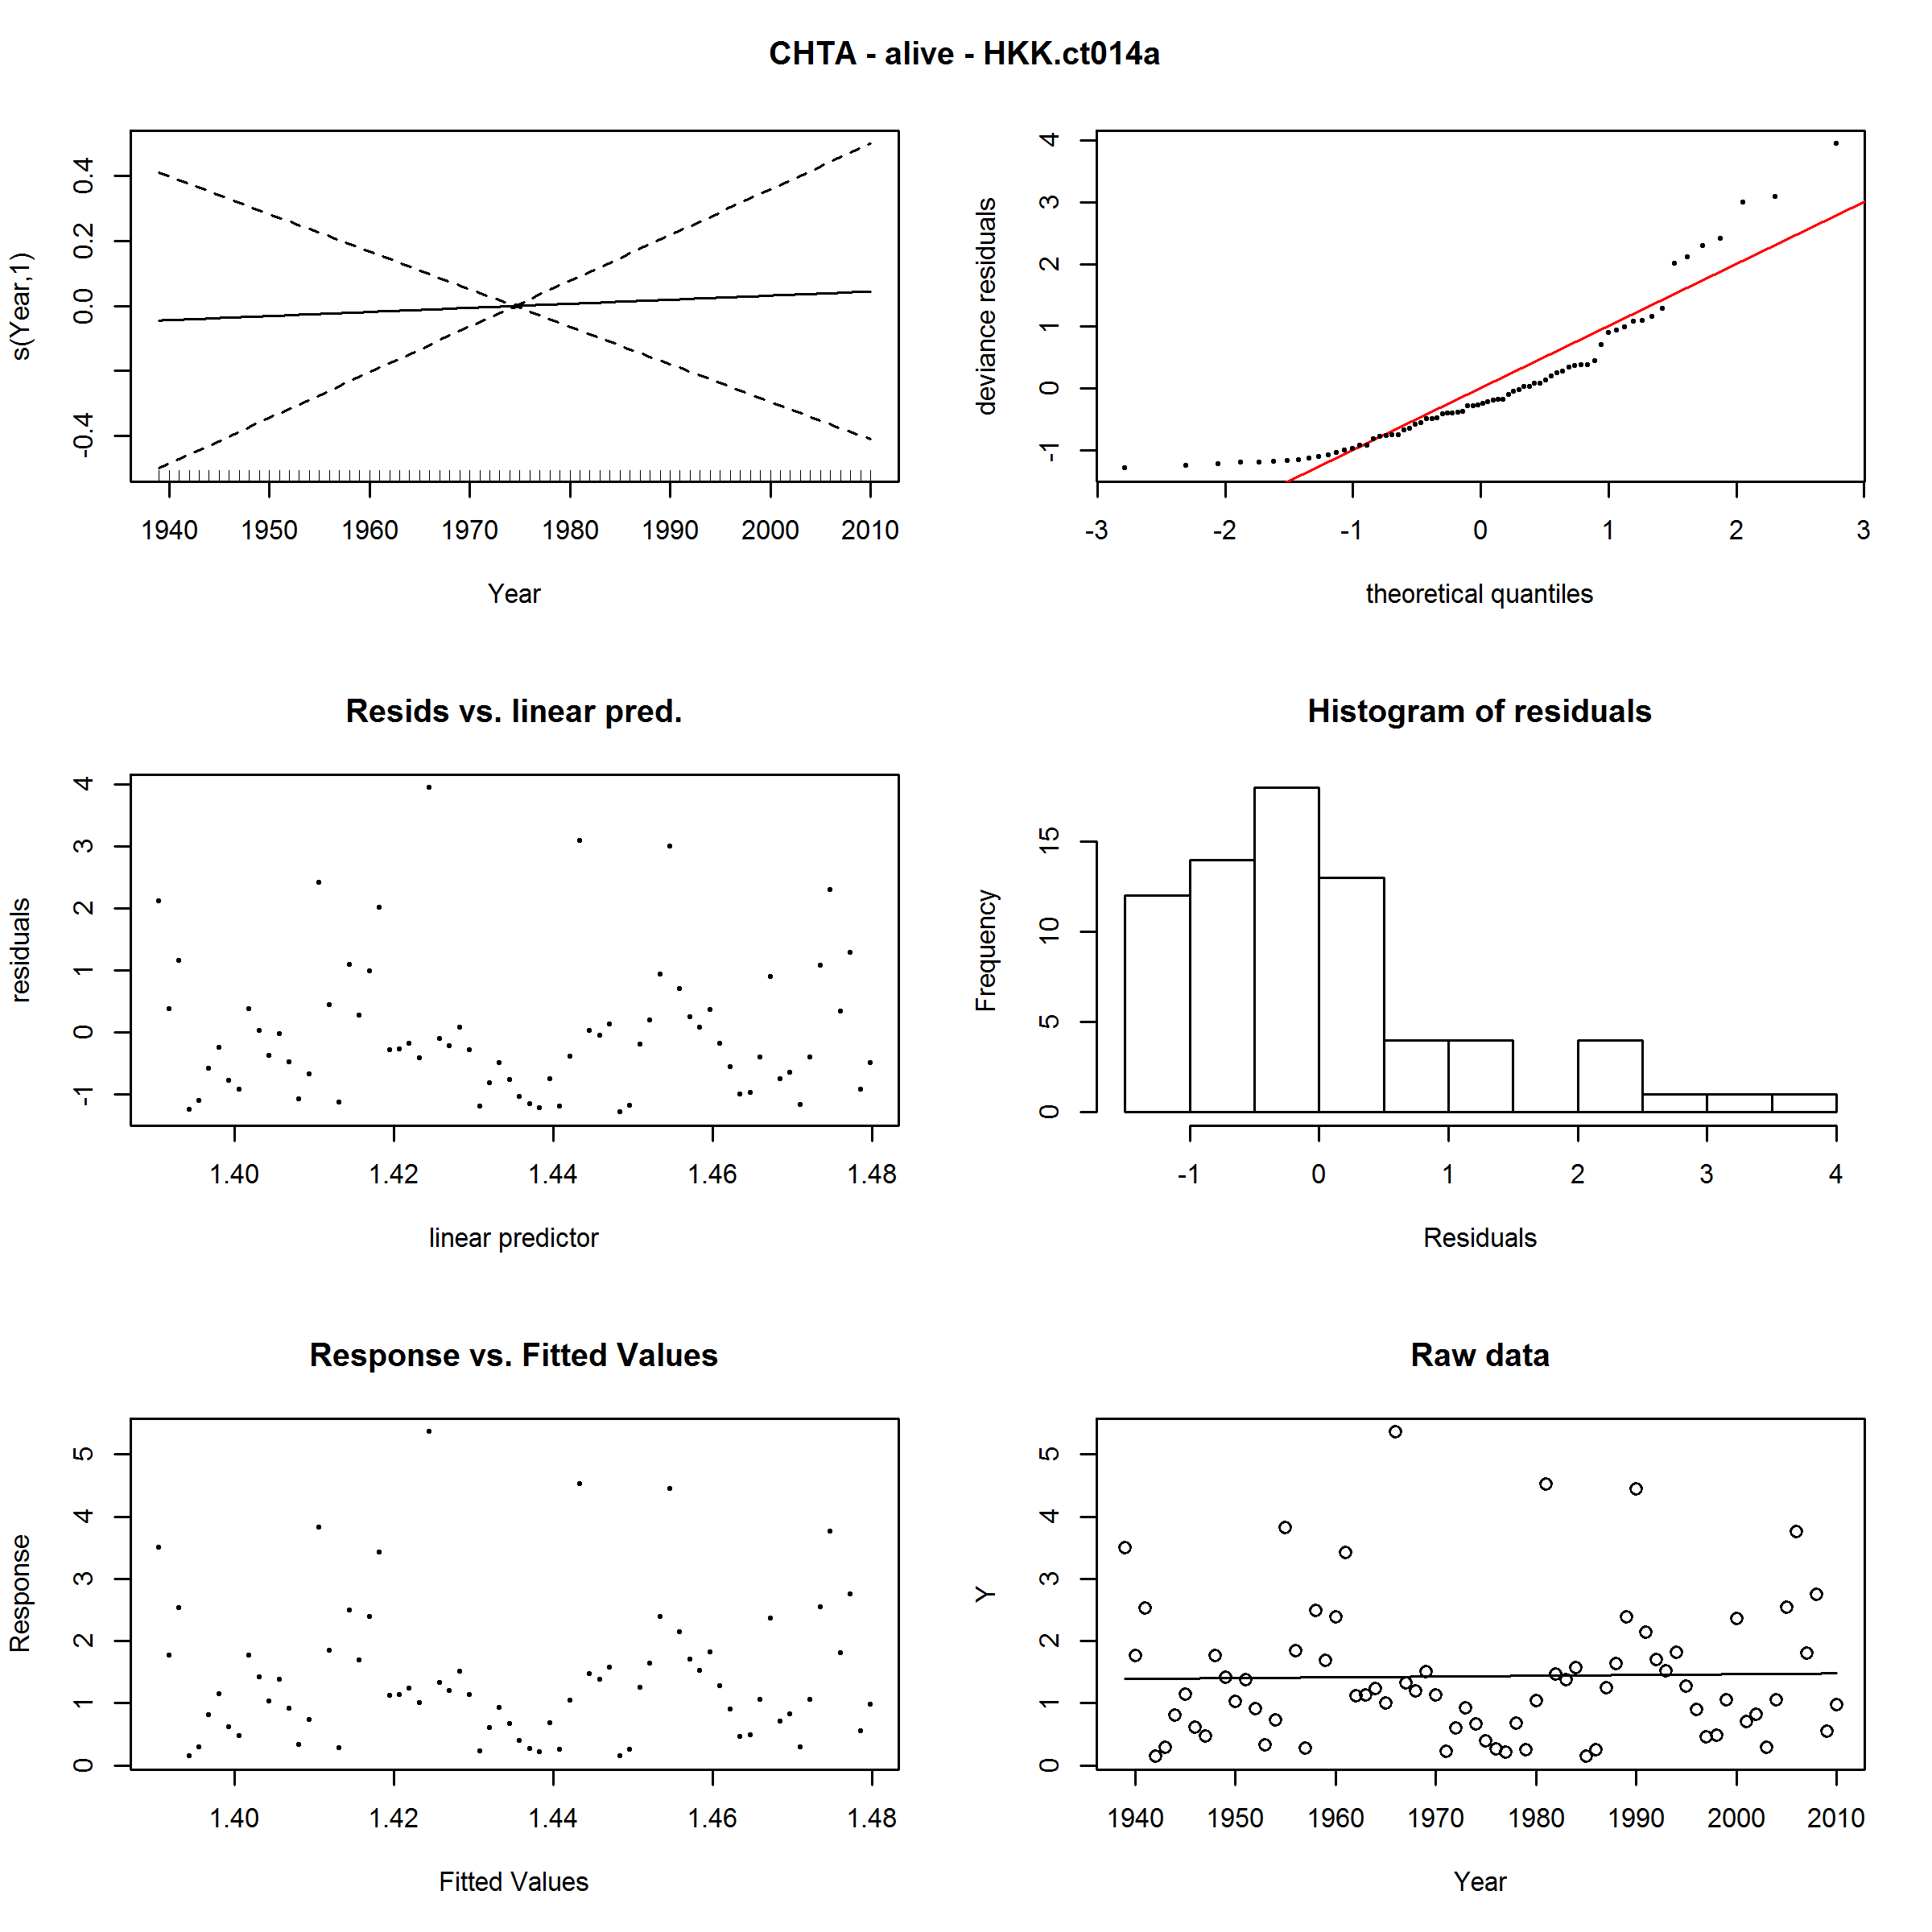 CHTA - alive - HKK.ct014a
s(Year,1)
-0.4 0.0 0.2 0.4
1940 1950 1960 1970 1980 1990 2000 2010
Year
deviance residuals
-1 0 1 2 3 4
-3 -2 -1 0 1 2 3
theoretical quantiles
Resids vs. linear pred.
residuals
-1 0 1 2 3 4
1.40 1.42 1.44 1.46 1.48
linear predictor
Histogram of residuals
Frequency
0 5 10 15
-1 0 1 2 3 4
Residuals
Response vs. Fitted Values
Response
0 1 2 3 4 5
1.40 1.42 1.44 1.46 1.48
Fitted Values
Raw data
Y
0 1 2 3 4 5
1940 1950 1960 1970 1980 1990 2000 2010
Year